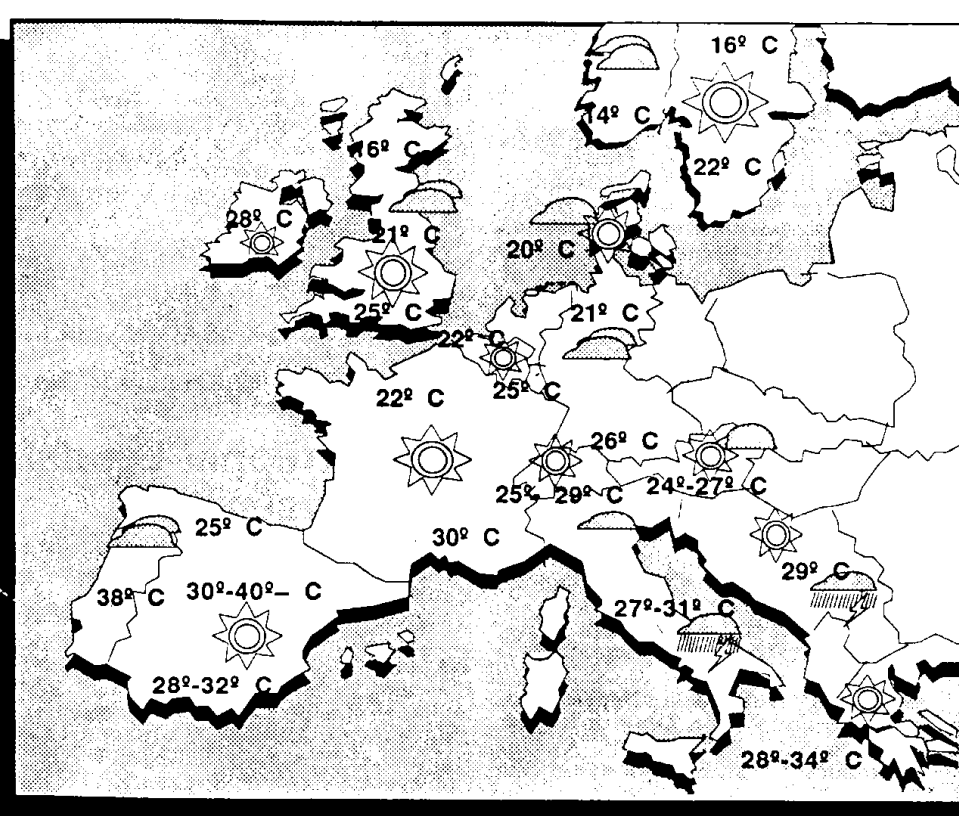 16º C
14º C
16º C
22º C
28º C
21º C
20º C
25º C
21º C
22º C
25º C
22º C
26º C
25º- 29º C
24º-27º C
25º C
30º C
29º C
38º C
30º-40º– C
27º-31º C
28º-32º C
28º-34º C